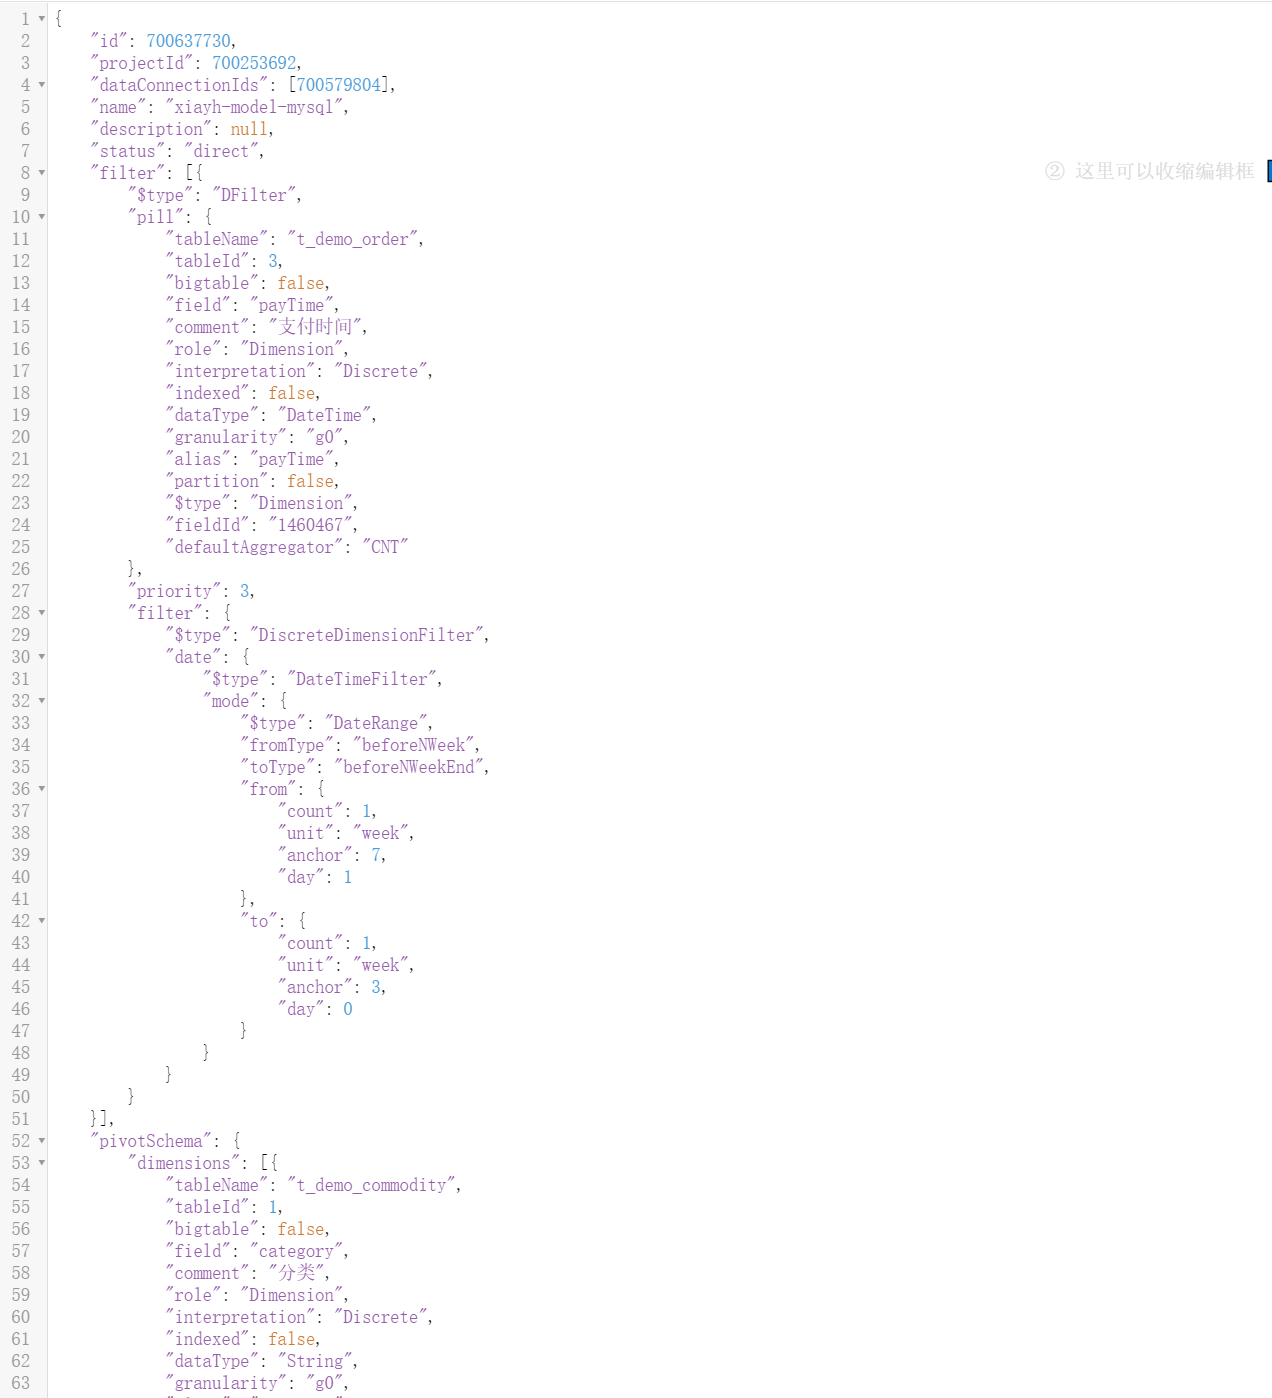 1 {
2 "id": 700637730,
3 "projectId": 700253692,
4 "dataConnectionIds": [700579804],
5 "name": "xiayh-model-mysql",
6 "description": null,
7 "status": "direct",
8 "filter": [{
② 这里可以收缩编辑框
9 "$type": "DFilter",
10 "pill": {
11 "tableName": "t_demo_order",
12 "tableId": 3,
13 "bigtable": false,
14 "field": "payTime",
15 "comment": "支付时间",
16 "role": "Dimension",
17 "interpretation": "Discrete",
18 "indexed": false,
19 "dataType": "DateTime",
20 "granularity": "g0",
21 "alias": "payTime",
22 "partition": false,
23 "$type": "Dimension",
24 "fieldId": "1460467",
25 "defaultAggregator": "CNT"
26 },
27 "priority": 3,
28 "filter": {
29 "$type": "DiscreteDimensionFilter",
30 "date": {
31 "$type": "DateTimeFilter",
32 "mode": {
33 "$type": "DateRange",
34 "fromType": "beforeNWeek",
35 "toType": "beforeNWeekEnd",
36 "from": {
37 "count": 1,
38 "unit": "week",
39 "anchor": 7,
40 "day": 1
41 },
42 "to": {
43 "count": 1,
44 "unit": "week",
45 "anchor": 3,
46 "day": 0
47 }
48 }
49 }
50 }
51 }],
52 "pivotSchema": {
53 "dimensions": [{
54 "tableName": "t_demo_commodity",
55 "tableId": 1,
56 "bigtable": false,
57 "field": "category",
58 "comment": "分类",
59 "role": "Dimension",
60 "interpretation": "Discrete",
61 "indexed": false,
62 "dataType": "String",
63 "granularity": "g0",